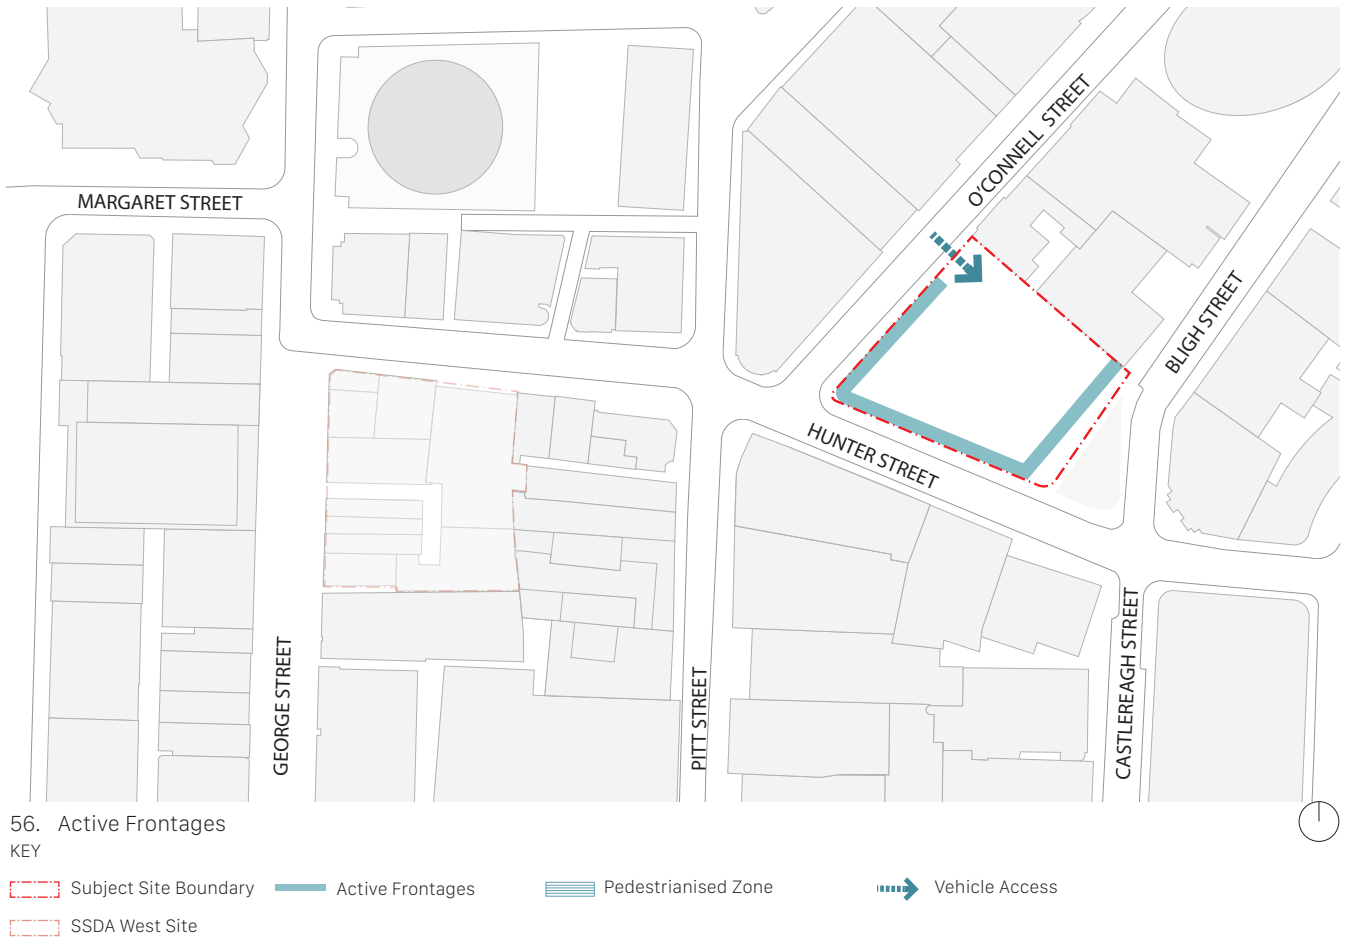 O'CONNELL STREET
MARGARET STREET
BLIGH STREET
HUNTER STREET
GEORGE STREET
PITT STREET
CASTLEREAGH STREET
56. Active Frontages
KEY
Subject Site Boundary
Active Frontages
Pedestrianised Zone
Vehicle Access
SSDA West Site